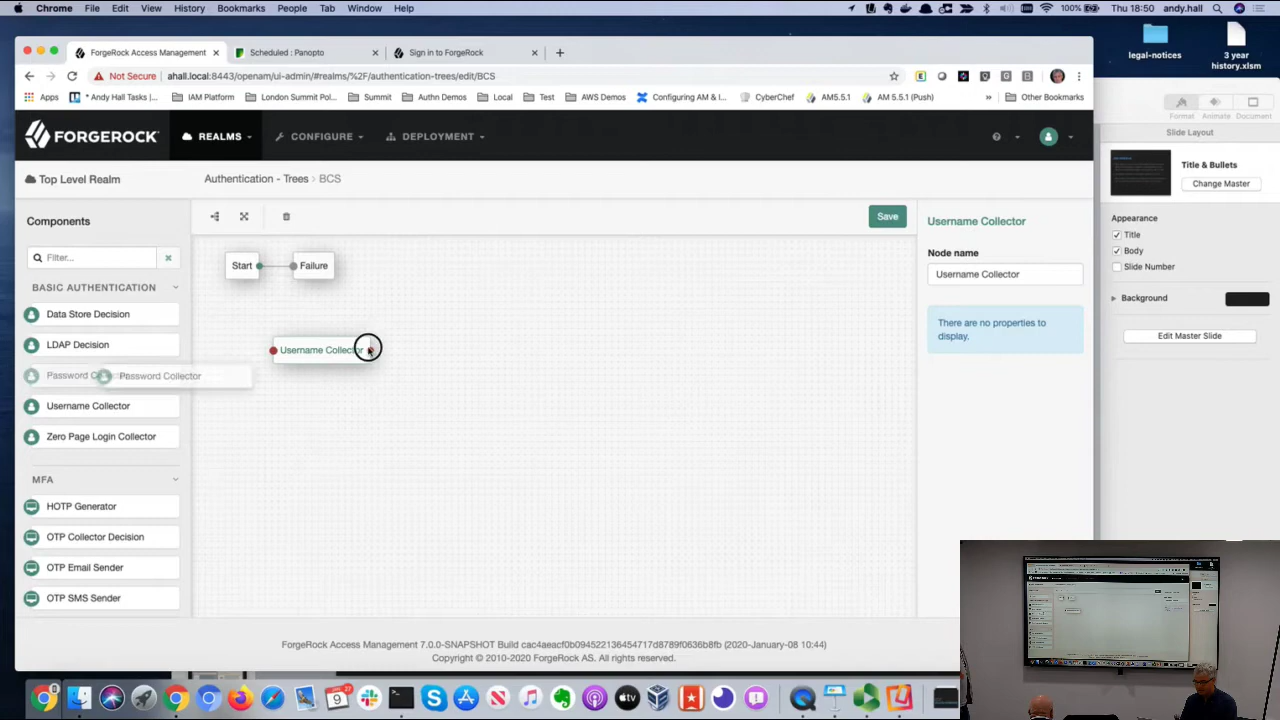 Chrome File Edit View History Bookmarks People Tab Window Help 100% Thu 18:50 andy.hall
ForgeRock Access Management Scheduled : Panopto Sign in to ForgeRock
Not Secure ahall.local:8443/openam/ui-admin/#realms/%2F/authentication-trees/edit/BCS
Apps * Andy Hall Tasks |... IAM Platform London Summit Pol... Summit Authn Demos Local Test AWS Demos Configuring AM & I... CyberChef AM5.5.1 AM 5.5.1 (Push) » Other Bookmarks
FORGEROCK REALMS CONFIGURE DEPLOYMENT
Top Level Realm Authentication - Trees > BCS
Components
Save
Filter...
BASIC AUTHENTICATION
Data Store Decision
LDAP Decision
Password
Password Collector
Username Collector
Zero Page Login Collector
MFA
HOTP Generator
OTP Collector Decision
OTP Email Sender
OTP SMS Sender
Start Failure
Username Collector
Username Collector
Node name
Username Collector
There are no properties to
display.
ForgeRock Access Management 7.0.0-SNAPSHOT Build cac4aeacf0b094522136454717d8789f0636b8fb (2020-January-08 10:44)
Copyright © 2010-2020 ForgeRock AS. All rights reserved.
legal-notices
3 year
history.xlsm
Format Animate Document
Slide Layout
Title & Bullets
Change Master
Appearance
Title
Body
Slide Number
Background
Edit Master Slide